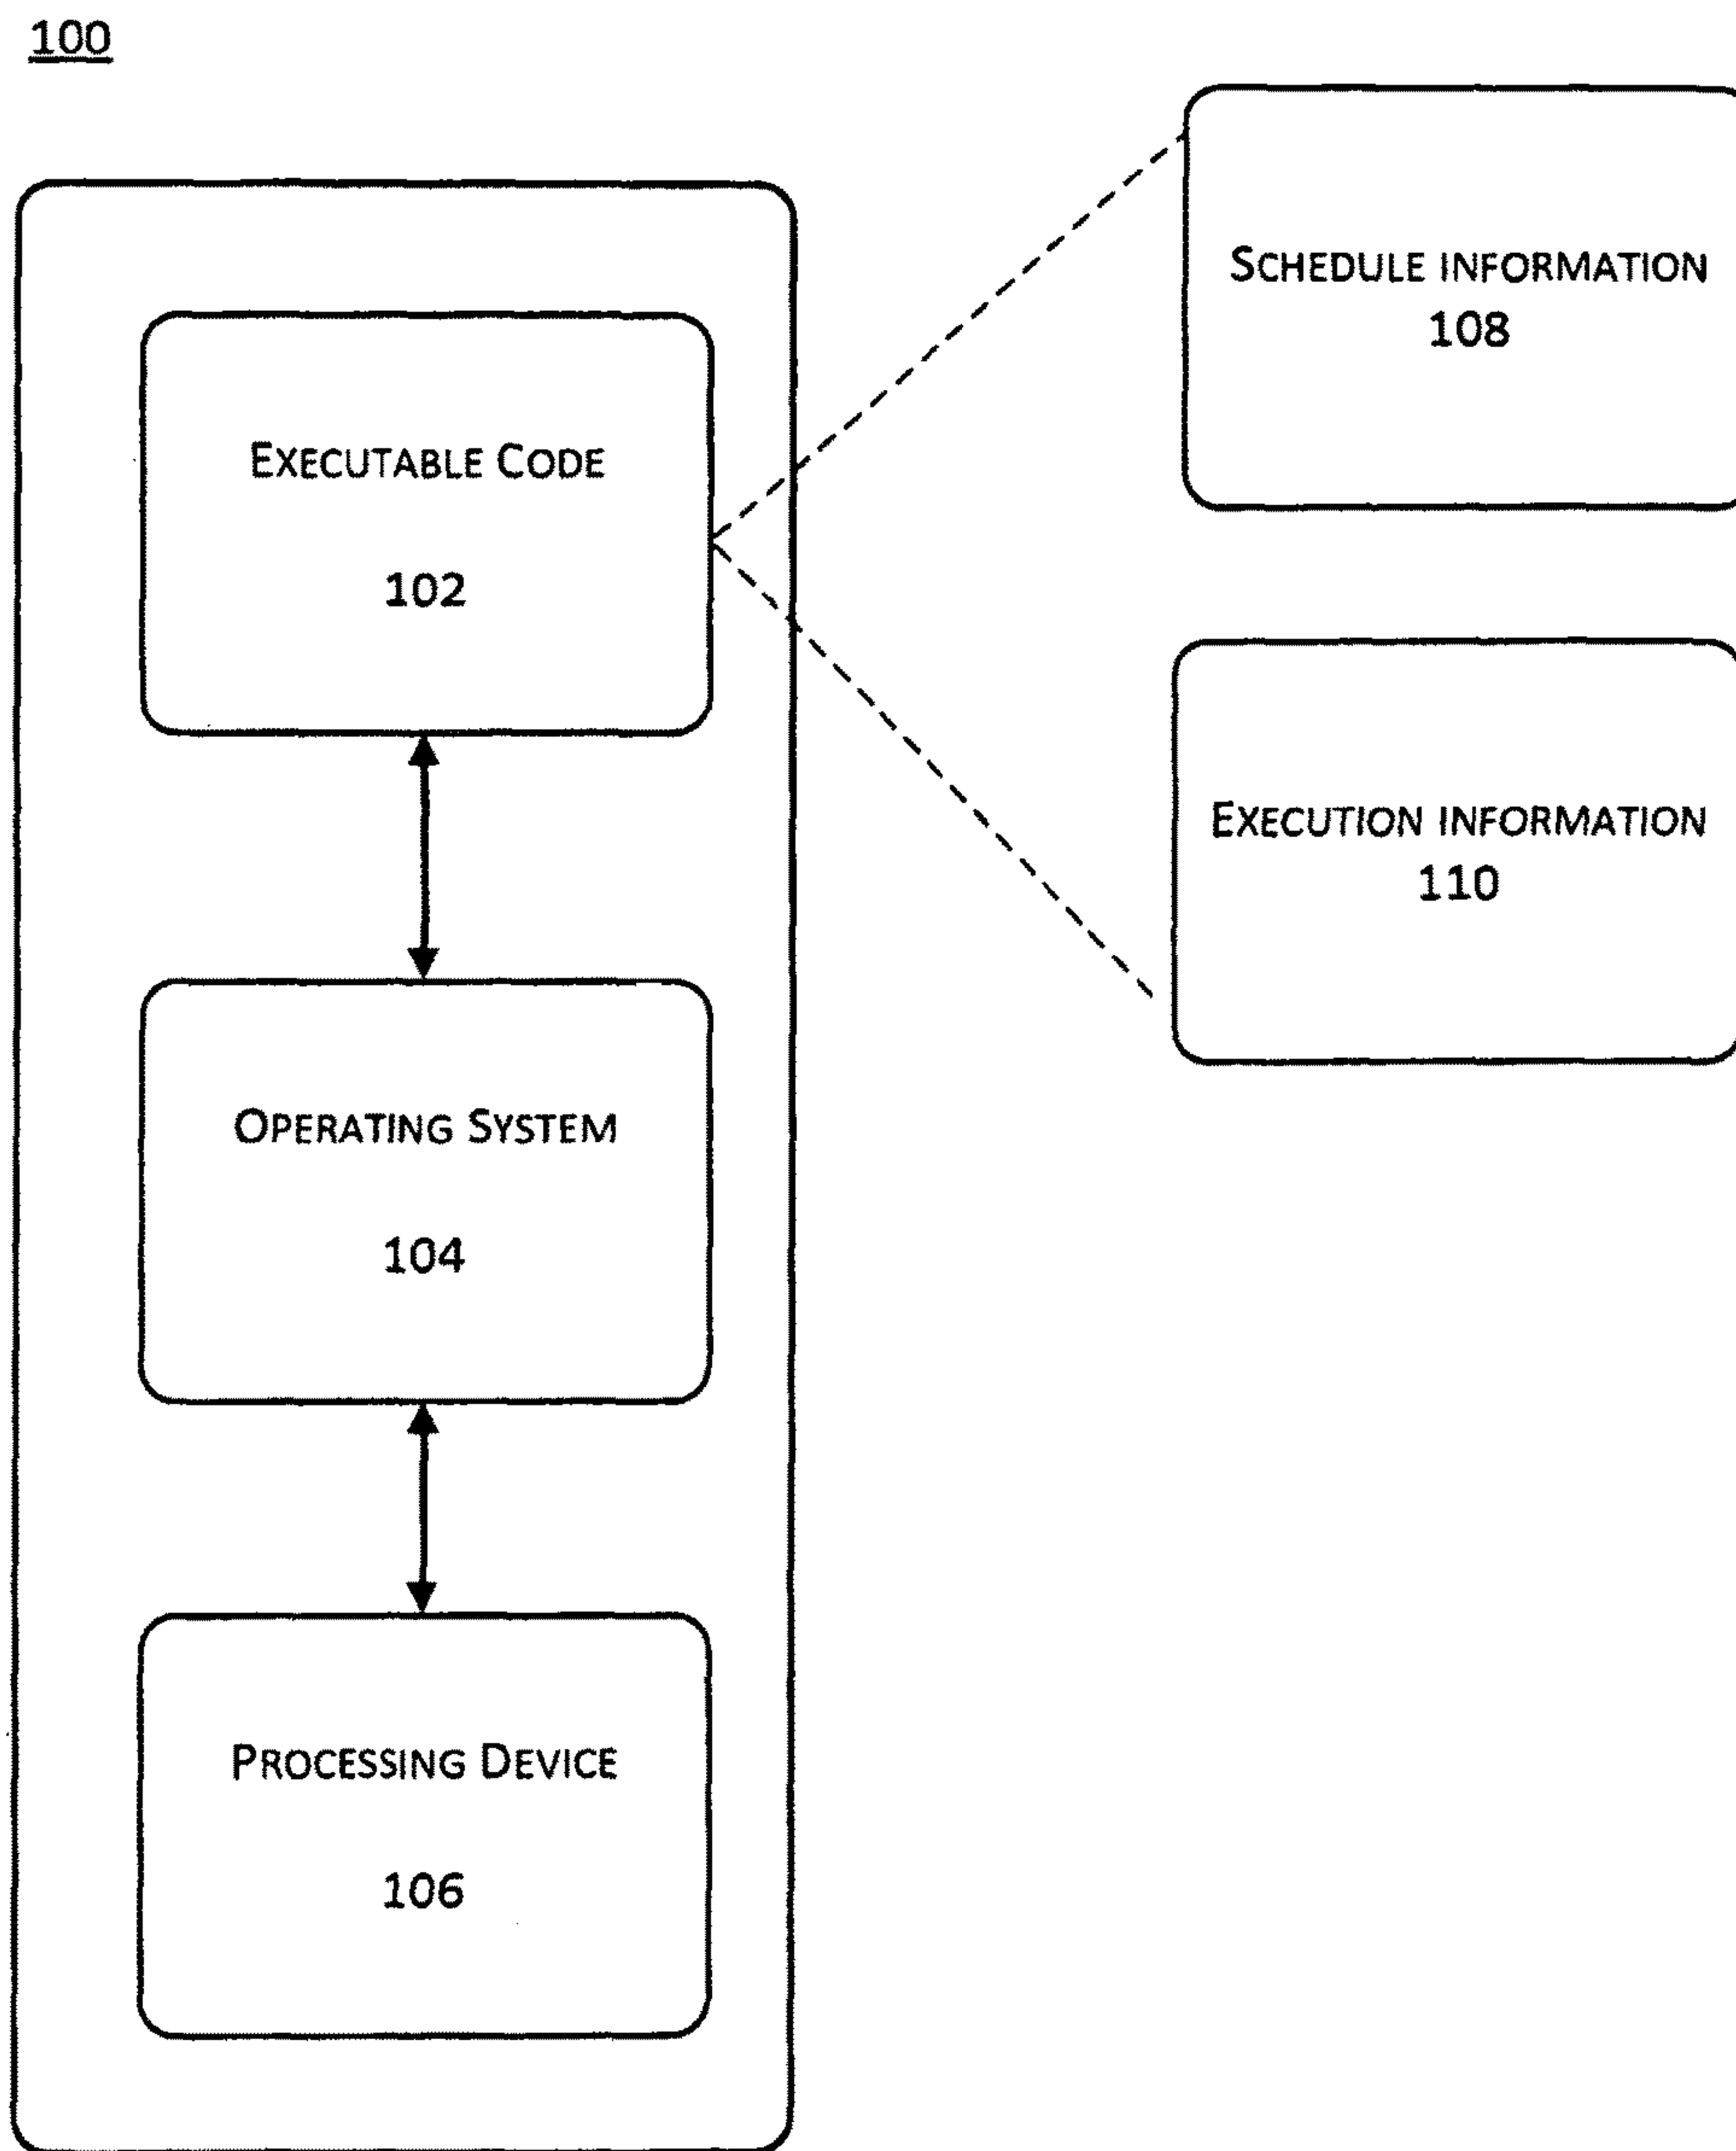 100
EXECUTABLE CODE
102
OPERATING SYSTEM
104
PROCESSING DEVICE
106
SCHEDULE INFORMATION
108
EXECUTION INFORMATION
110